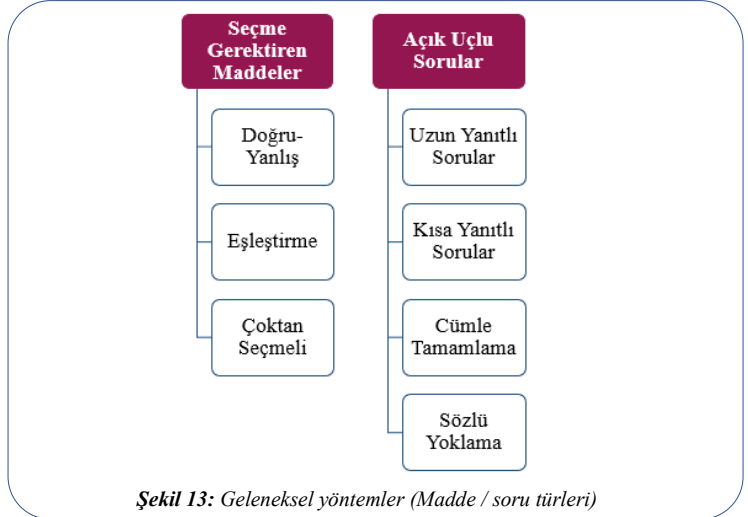 Seçme
Gerektiren
Maddeler
Doğru-
Yanlış
Eşleştirme
Çoktan
Seçmeli
Açık Uçlu
Sorular
Uzun Yanıtlı
Sorular
Kısa Yanıtlı
Sorular
Cümle
Tamamlama
Sözlü
Yoklama
Şekil 13: Geleneksel yöntemler (Madde / soru türleri)